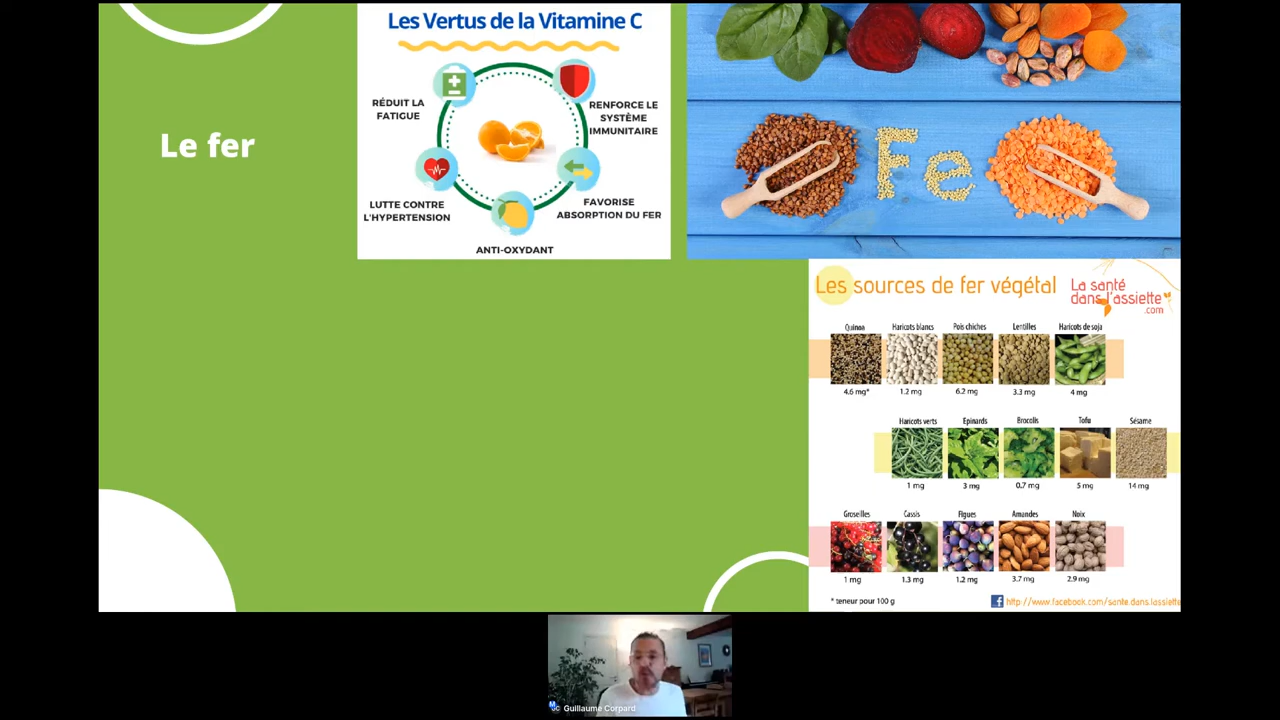 Le fer
Les Vertus de la Vitamine C
RÉDUIT LA
FATIGUE
RENFORCE LE
SYSTÈME
IMMUNITAIRE
LUTTE CONTRE
L'HYPERTENSION
FAVORISE
ABSORPTION DU FER
ANTI-OXYDANT
Fe
Les sources de fer végétal
La santé
dans l'assiette
.com
Quinoa Haricots blancs Pois chiches Lentilles Haricots de soja
4.6 mg* 1.2 mg 6.2 mg 3.3 mg 4 mg
Haricots verts Epinards Brocolis Tofu Sésame
1 mg 3 mg 0.7 mg 5 mg 14 mg
Groseilles Cassis Figues Amandes Noix
1 mg 1.3 mg 1.2 mg 3.7 mg 2.9 mg
* teneur pour 100 g
f http://www.facebook.com/sante.dans.lassiette
Guillaume Corpard